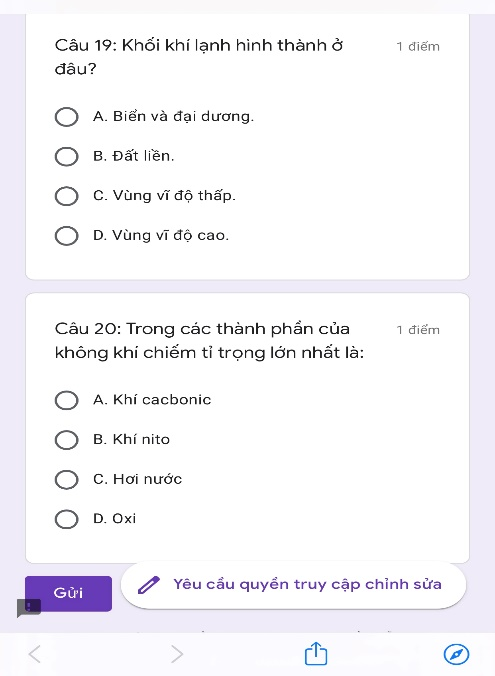 Câu 19: Khối khí lạnh hình thành ở
đâu?
1 điểm
A. Biển và đại dương.
B. Đất liền.
C. Vùng vĩ độ thấp.
D. Vùng vĩ độ cao.
Câu 20: Trong các thành phần của
không khí chiếm tỉ trọng lớn nhất là:
1 điểm
A. Khí cacbonic
B. Khí nito
C. Hơi nước
D. Oxi
Gửi
Yêu cầu quyền truy cập chỉnh sửa